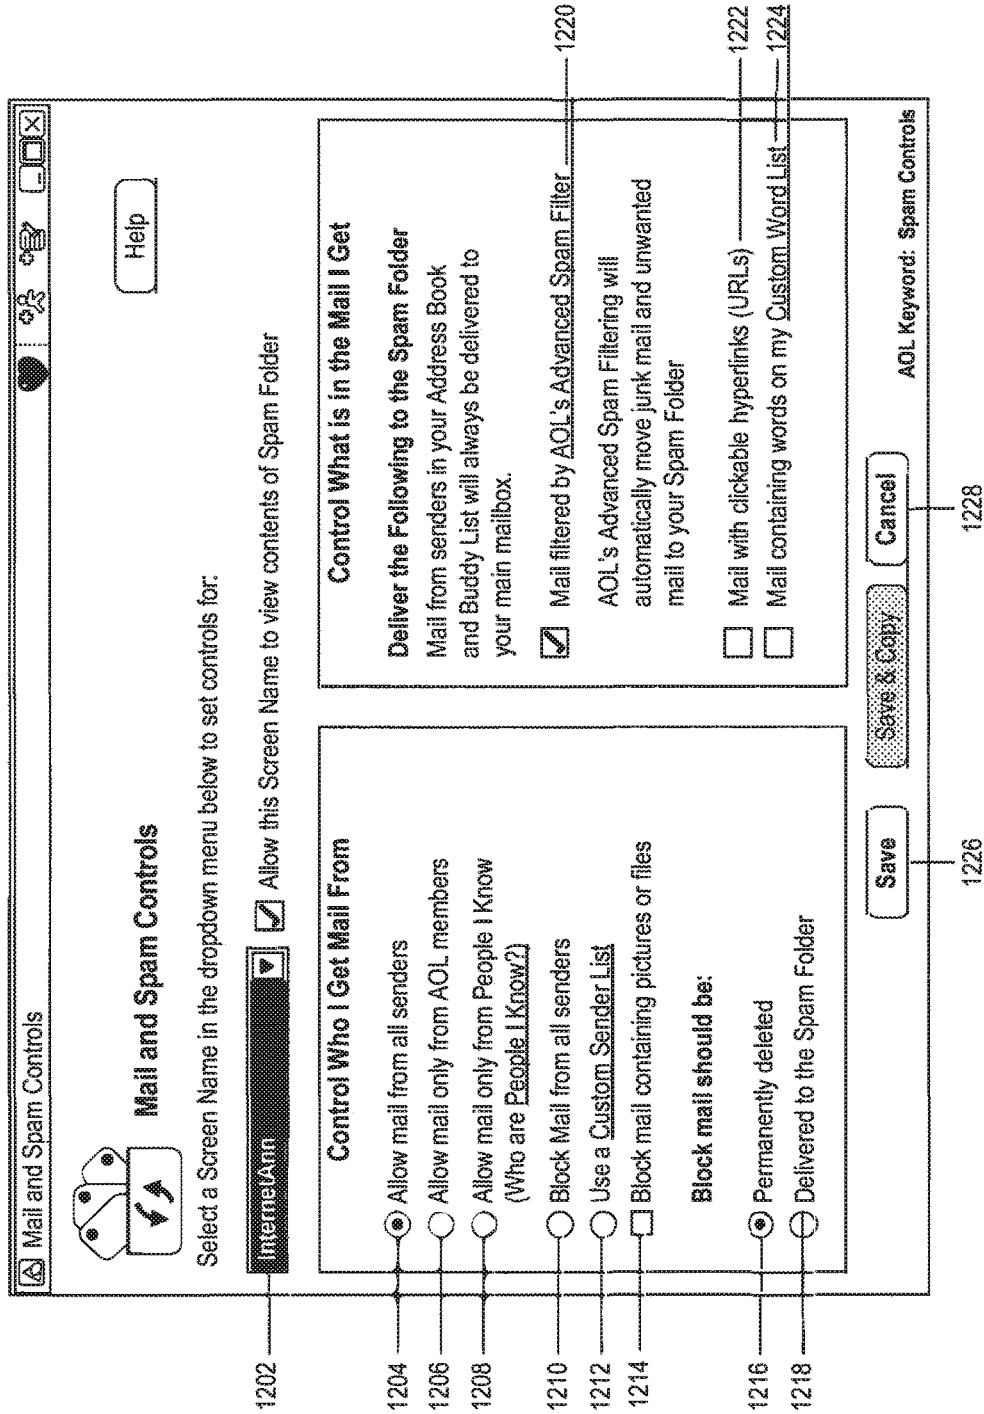 Mail and Spam Controls
Mail and Spam Controls
Help
Select a Screen Name in the dropdown menu below to set controls for:
1202
InternetAnn
Allow this Screen Name to view contents of Spam Folder
Control Who I Get Mail From
1204
Allow mail from all senders
1206
Allow mail only from AOL members
1208
Allow mail only from People I Know
(Who are People I Know?)
1210
Block Mail from all senders
1212
Use a Custom Sender List
1214
Block mail containing pictures or files
Block mail should be:
1216
Permanently deleted
1218
Delivered to the Spam Folder
Control What is in the Mail I Get
Deliver the Following to the Spam Folder
Mail from senders in your Address Book
and Buddy List will always be delivered to
your main mailbox.
Mail filtered by AOL's Advanced Spam Filter
1220
AOL's Advanced Spam Filtering will
automatically move junk mail and unwanted
mail to your Spam Folder
Mail with clickable hyperlinks (URLs)
1222
Mail containing words on my Custom Word List
1224
Save
Save & Copy
Cancel
AOL Keyword: Spam Controls
1226
1228